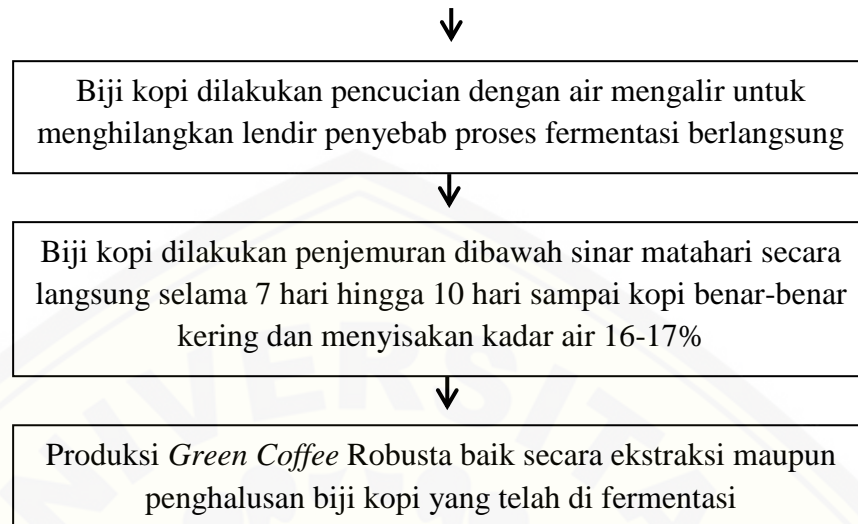 Biji kopi dilakukan pencucian dengan air mengalir untuk
menghilangkan lendir penyebab proses fermentasi berlangsung
Biji kopi dilakukan penjemuran dibawah sinar matahari secara
langsung selama 7 hari hingga 10 hari sampai kopi benar-benar
kering dan menyisakan kadar air 16-17%
Produksi Green Coffee Robusta baik secara ekstraksi maupun
penghalusan biji kopi yang telah di fermentasi